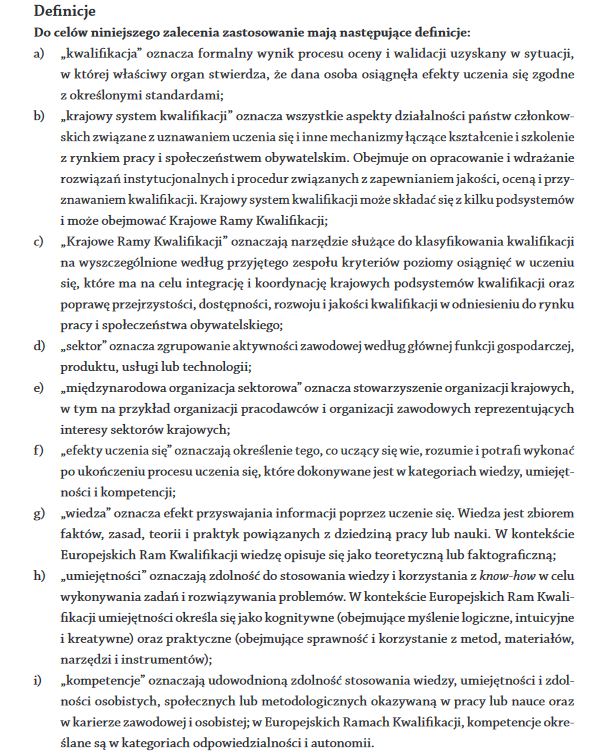 Definicje
Do celów niniejszego zalecenia zastosowanie mają następujące definicje:
a) „kwalifikacja” oznacza formalny wynik procesu oceny i walidacji uzyskany w sytuacji,
w której właściwy organ stwierdza, że dana osoba osiągnęła efekty uczenia się zgodne
z określonymi standardami;
b) „krajowy system kwalifikacji” oznacza wszystkie aspekty działalności państw członkow-
skich związane z uznawaniem uczenia się i inne mechanizmy łączące kształcenie i szkolenie
z rynkiem pracy i społeczeństwem obywatelskim. Obejmuje on opracowanie i wdrażanie
rozwiązań instytucjonalnych i procedur związanych z zapewnianiem jakości, oceną i przy-
znawaniem kwalifikacji. Krajowy system kwalifikacji może składać się z kilku podsystemów
i może obejmować Krajowe Ramy Kwalifikacji;
c) „Krajowe Ramy Kwalifikacji” oznaczają narzędzie służące do klasyfikowania kwalifikacji
na wyszczególnione według przyjętego zespołu kryteriów poziomy osiągnięć w uczeniu
się, które ma na celu integrację i koordynację krajowych podsystemów kwalifikacji oraz
poprawę przejrzystości, dostępności, rozwoju i jakości kwalifikacji w odniesieniu do rynku
pracy i społeczeństwa obywatelskiego;
d) „sektor” oznacza zgrupowanie aktywności zawodowej według głównej funkcji gospodarczej,
produktu, usługi lub technologii;
e) „międzynarodowa organizacja sektorowa” oznacza stowarzyszenie organizacji krajowych,
w tym na przykład organizacji pracodawców i organizacji zawodowych reprezentujących
interesy sektorów krajowych;
f) „efekty uczenia się” oznaczają określenie tego, co uczący się wie, rozumie i potrafi wykonać
po ukończeniu procesu uczenia się, które dokonywane jest w kategoriach wiedzy, umiejęt-
ności i kompetencji;
g) „wiedza” oznacza efekt przyswajania informacji poprzez uczenie się. Wiedza jest zbiorem
faktów, zasad, teorii i praktyk powiązanych z dziedziną pracy lub nauki. W kontekście
Europejskich Ram Kwalifikacji wiedzę opisuje się jako teoretyczną lub faktograficzną;
h) „umiejętności” oznaczają zdolność do stosowania wiedzy i korzystania z know-how w celu
wykonywania zadań i rozwiązywania problemów. W kontekście Europejskich Ram Kwali-
fikacji umiejętności określa się jako kognitywne (obejmujące myślenie logiczne, intuicyjne
i kreatywne) oraz praktyczne (obejmujące sprawność i korzystanie z metod, materiałów,
narzędzi i instrumentów);
i) „kompetencje” oznaczają udowodnioną zdolność stosowania wiedzy, umiejętności i zdol-
ności osobistych, społecznych lub metodologicznych okazywaną w pracy lub nauce oraz
w karierze zawodowej i osobistej; w Europejskich Ramach Kwalifikacji, kompetencje okre-
ślane są w kategoriach odpowiedzialności i autonomii.